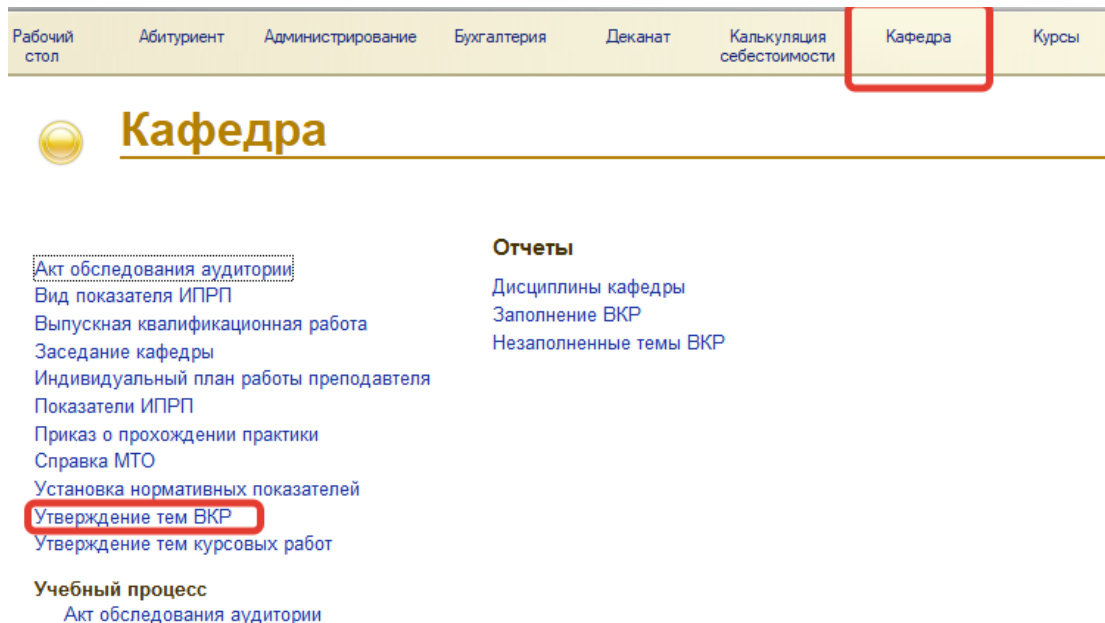 Рабочий стол
Абитуриент
Администрирование
Бухгалтерия
Деканат
Калькуляция себестоимости
Кафедра
Курсы
Кафедра
Акт обследования аудитории
Вид показателя ИПРП
Выпускная квалификационная работа
Заседание кафедры
Индивидуальный план работы преподавтеля
Показатели ИПРП
Приказ о прохождении практики
Справка МТО
Установка нормативных показателей
Утверждение тем ВКР
Утверждение тем курсовых работ
Учебный процесс
Акт обследования аудитории
Отчеты
Дисциплины кафедры
Заполнение ВКР
Незаполненные темы ВКР